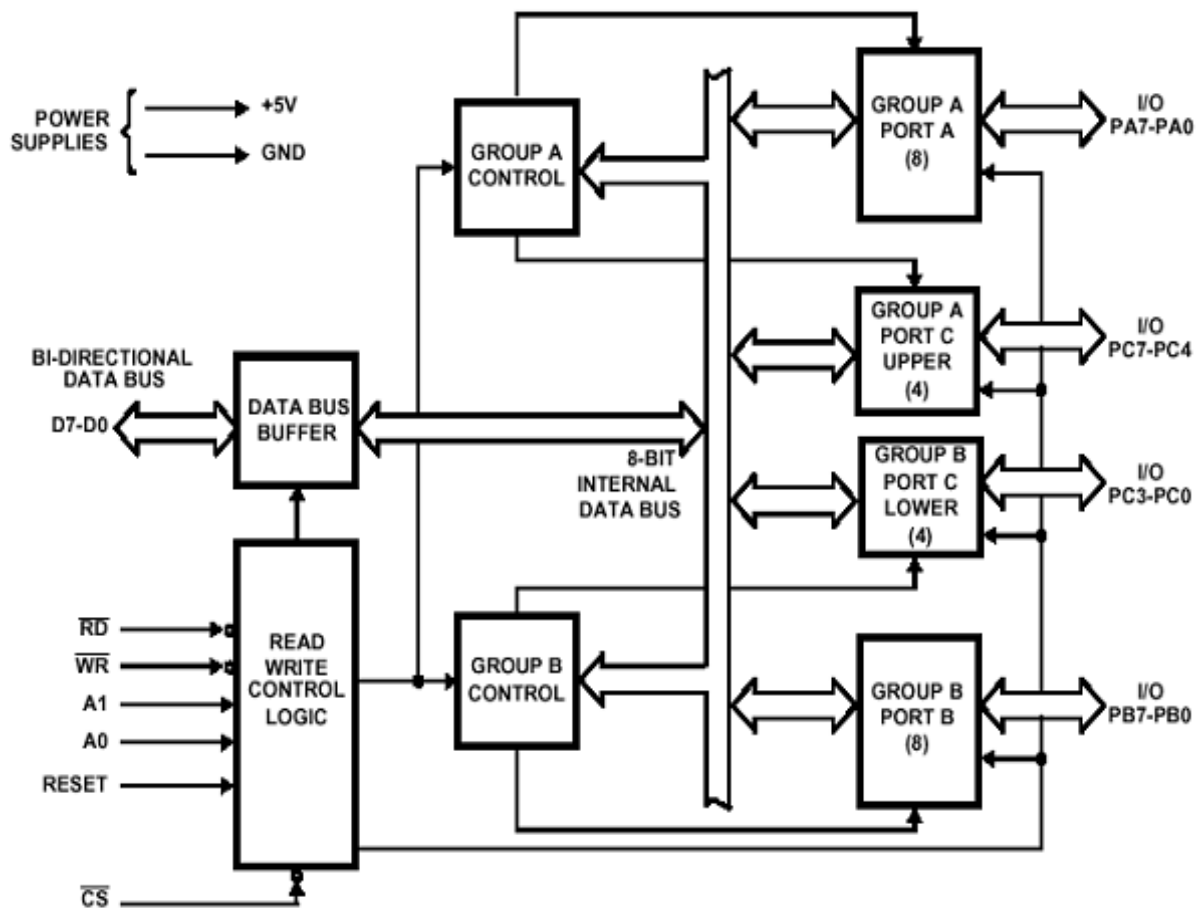 POWER
SUPPLIES
+5V
GND
GROUP A
CONTROL
GROUP A
PORT A
(8)
I/O
PA7-PA0
GROUP A
PORT C
UPPER
(4)
I/O
PC7-PC4
BI-DIRECTIONAL
DATA BUS
D7-D0
DATA BUS
BUFFER
8-BIT
INTERNAL
DATA BUS
GROUP B
PORT C
LOWER
(4)
I/O
PC3-PC0
RD
WR
A1
A0
RESET
CS
READ
WRITE
CONTROL
LOGIC
GROUP B
CONTROL
GROUP B
PORT B
(8)
I/O
PB7-PB0